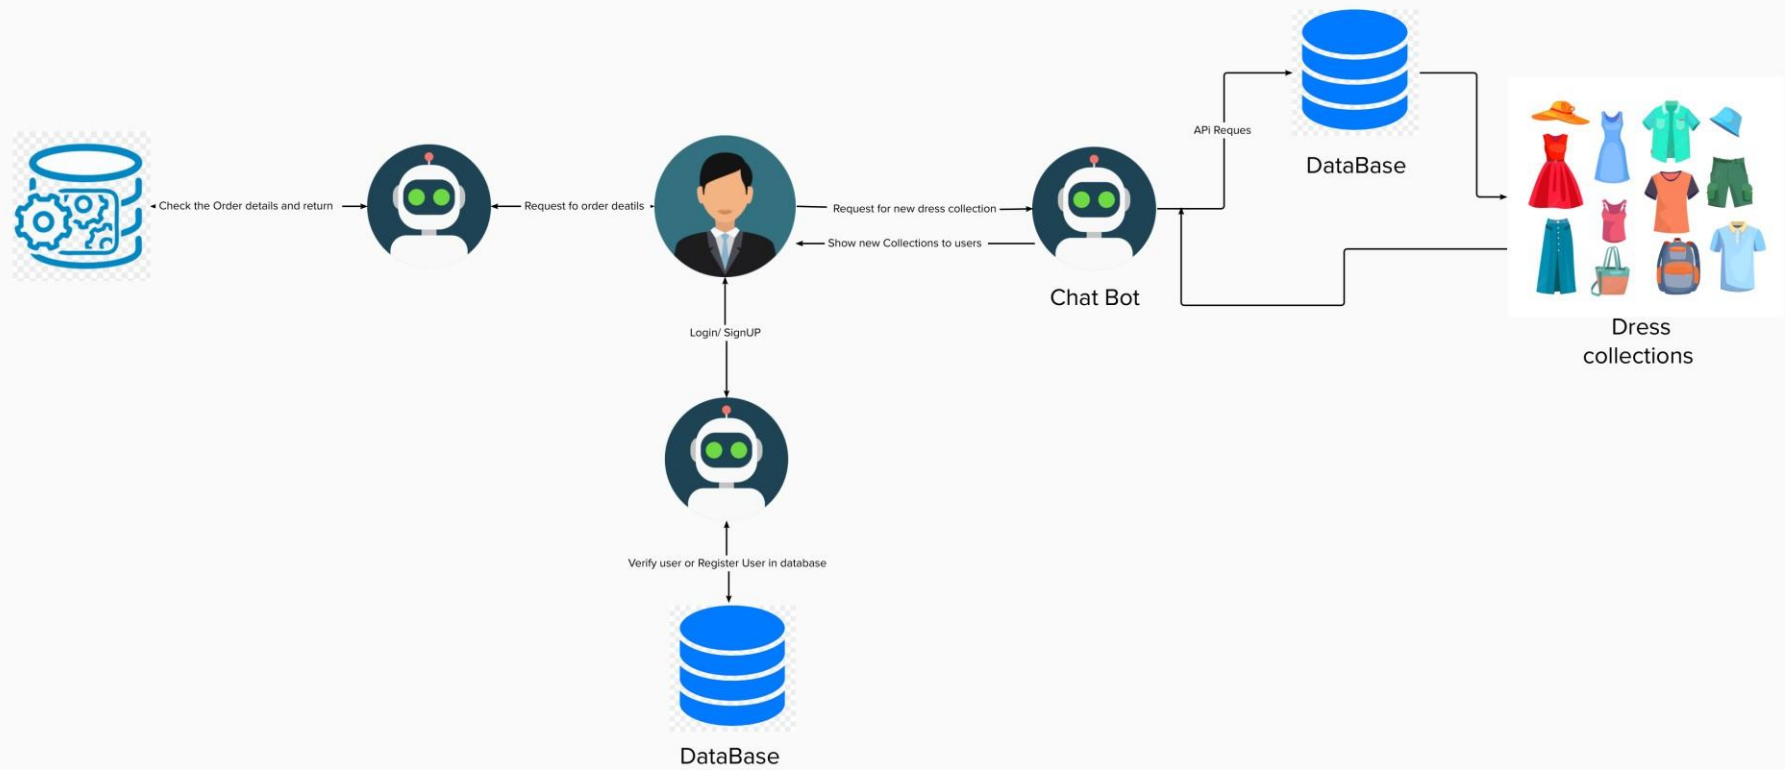 DataBase
APi Reques
Check the Order details and return
Request fo order deatils
Request for new dress collection
Show new Collections to users
Chat Bot
Dress
collections
Login/ SignUP
Verify user or Register User in database
DataBase